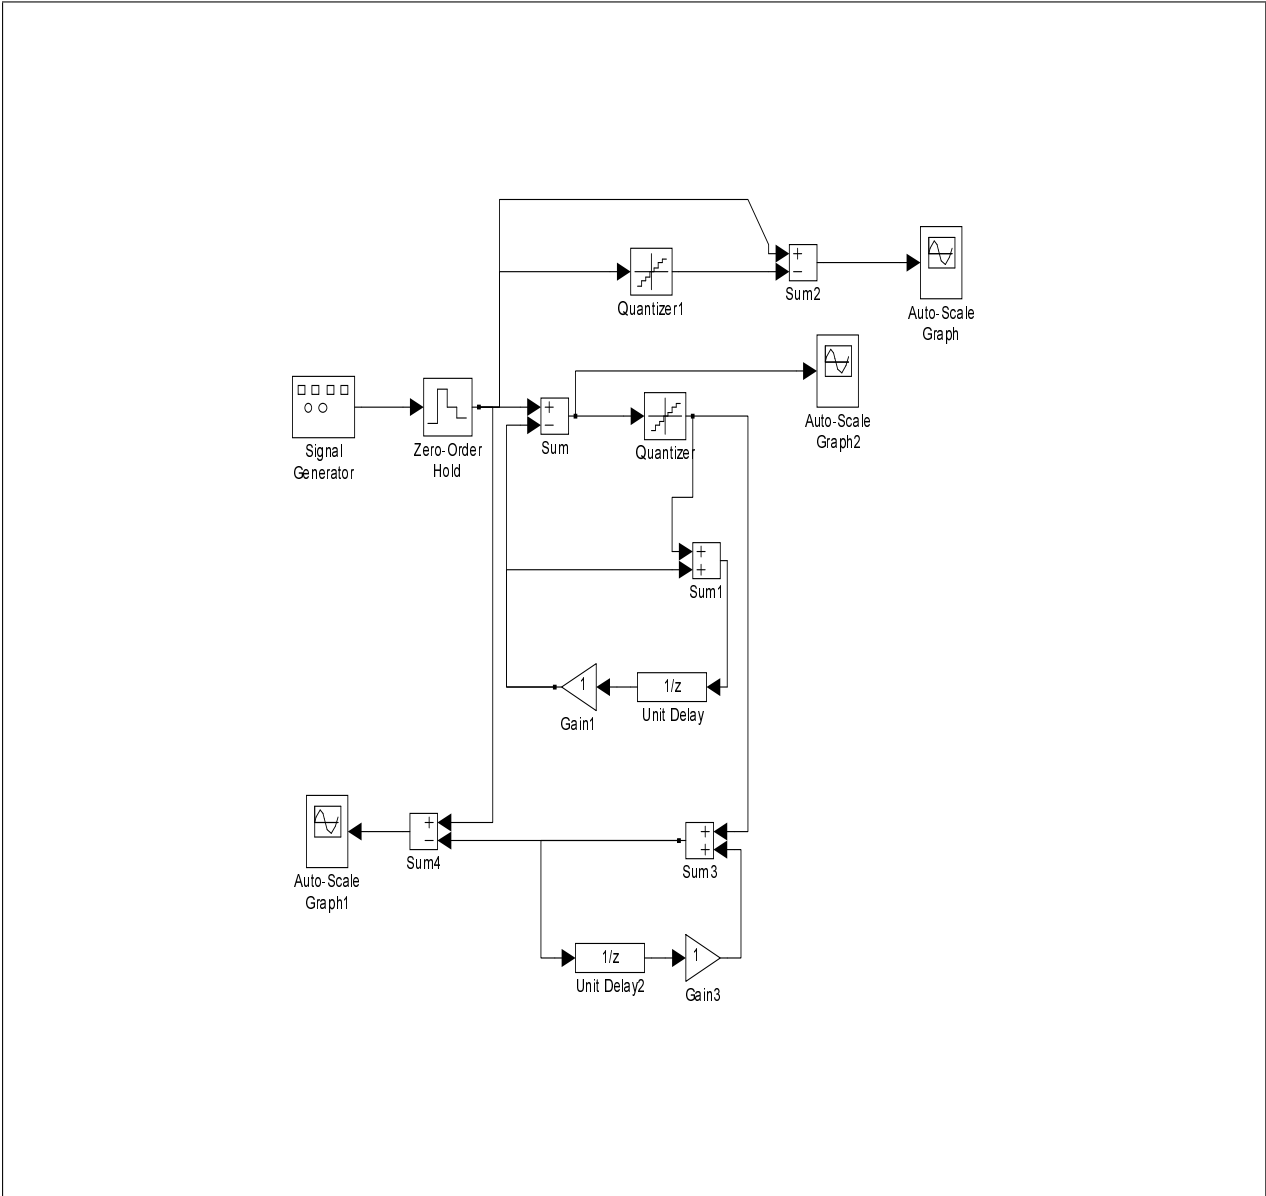 +
−
Sum2
Quantizer1
Auto-Scale
Graph
Signal
Generator
Zero-Order
Hold
+
−
Sum
Quantizer
Auto-Scale
Graph2
+
+
Sum1
1
Gain1
1/z
Unit Delay
Auto-Scale
Graph1
+
−
Sum4
+
+
Sum3
1/z
Unit Delay2
1
Gain3